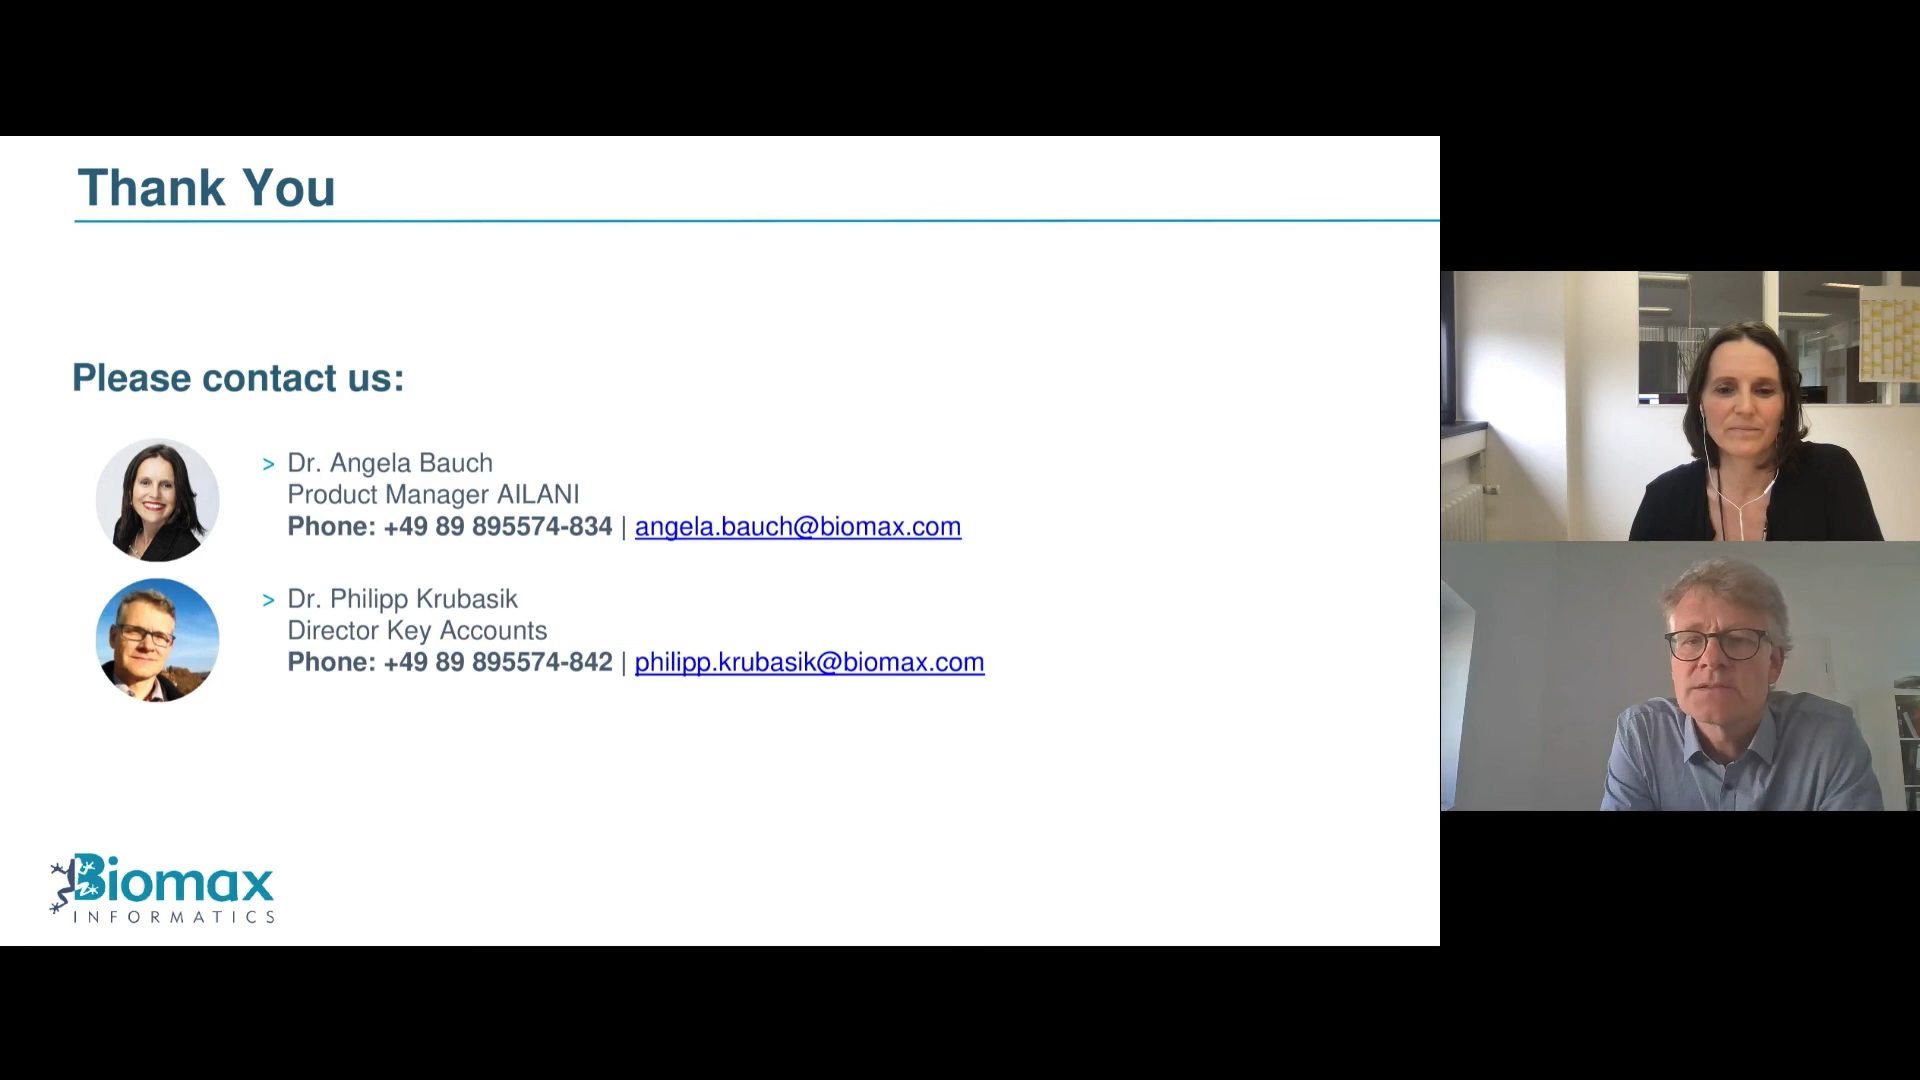 Thank You
Please contact us:
> Dr. Angela Bauch
Product Manager AILANI
Phone: +49 89 895574-834 | angela.bauch@biomax.com
> Dr. Philipp Krubasik
Director Key Accounts
Phone: +49 89 895574-842 | philipp.krubasik@biomax.com
Biomax
INFORMATICS